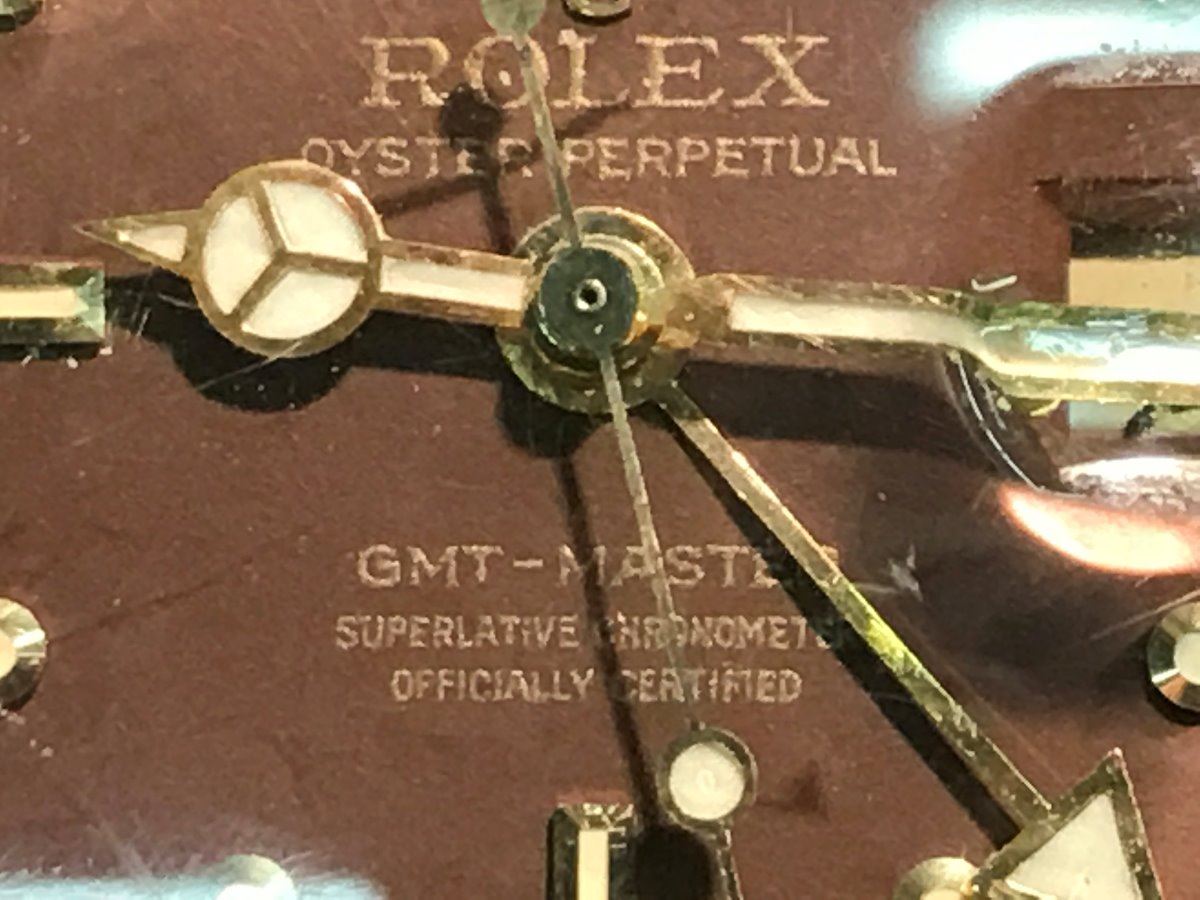 ROLEX
OYSTER PERPETUAL
GMT-MASTER
SUPERLATIVE CHRONOMETER
OFFICIALLY CERTIFIED